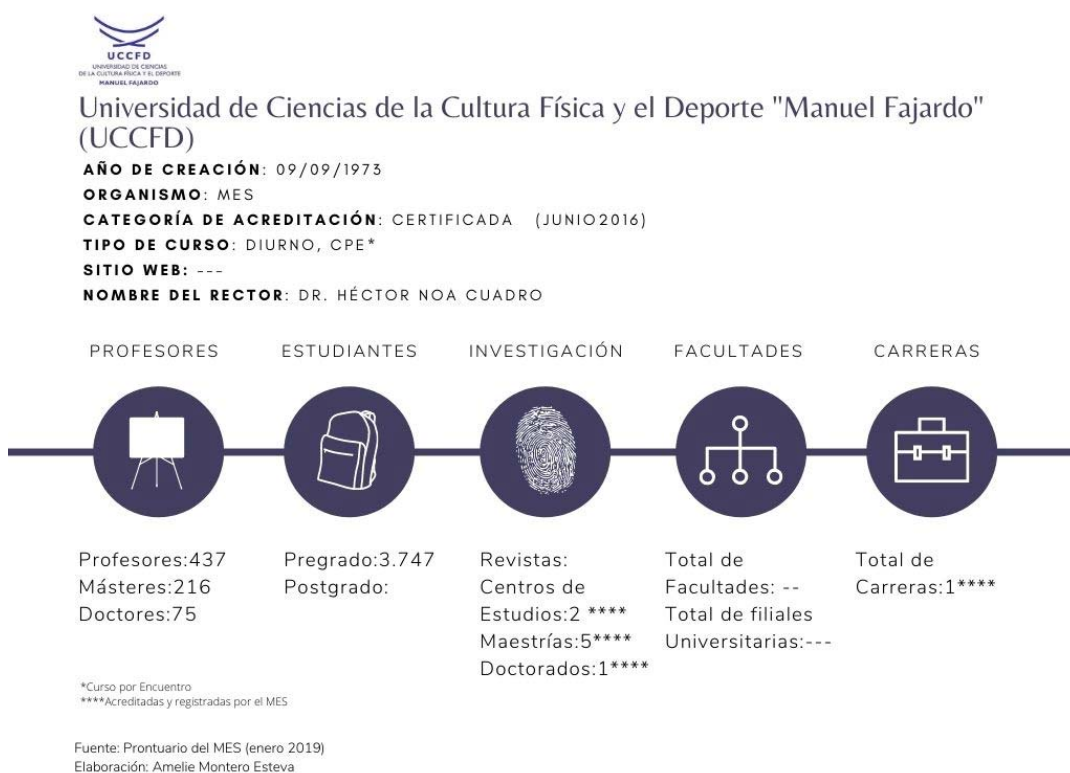 UCCFD
UNIVERSIDAD DE CIENCIAS
DE LA CULTURA FÍSICA Y EL DEPORTE
MANUEL FAJARDO
Universidad de Ciencias de la Cultura Física y el Deporte "Manuel Fajardo"
(UCCFD)
AÑO DE CREACIÓN: 09/09/1973
ORGANISMO: MES
CATEGORÍA DE ACREDITACIÓN: CERTIFICADA (JUNIO2016)
TIPO DE CURSO: DIURNO, CPE*
SITIO WEB: ---
NOMBRE DEL RECTOR: DR. HÉCTOR NOA CUADRO
PROFESORES
Profesores:437
Másteres:216
Doctores:75
ESTUDIANTES
Pregrado:3.747
Postgrado:
INVESTIGACIÓN
Revistas:
Centros de
Estudios:2 ****
Maestrías:5****
Doctorados:1****
FACULTADES
Total de
Facultades: --
Total de filiales
Universitarias:---
CARRERAS
Total de
Carreras:1****
*Curso por Encuentro
****Acreditadas y registradas por el MES
Fuente: Prontuario del MES (enero 2019)
Elaboración: Amelie Montero Esteva